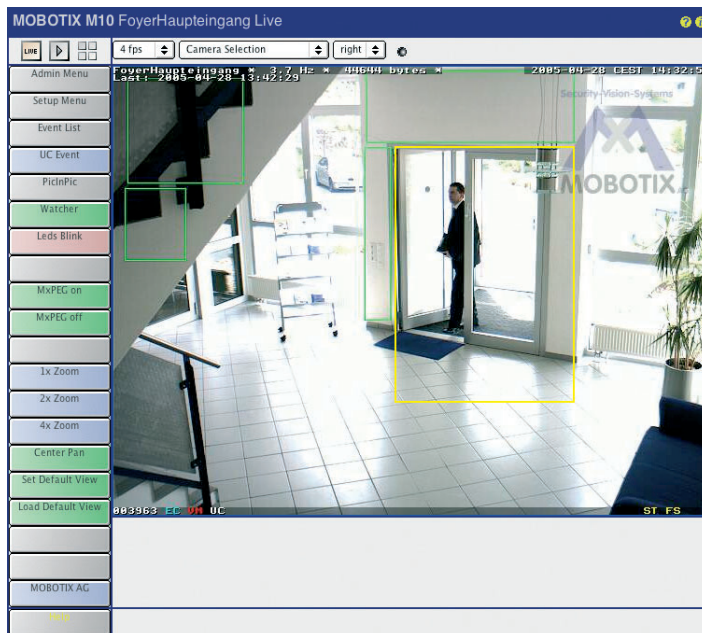 MOBOTIX M10 FoyerHaupteingang Live
LIVE
4 fps
Camera Selection
right
FoyerHaupteingang * 3.7 Hz * 44644 bytes *
2005-04-28 CEST 14:32:5
Last: 2005-04-28-13:42:29
Security-Vision-Systems
MOBOTIX
Admin Menu
Setup Menu
Event List
UC Event
PicInPic
Watcher
Leds Blink
MxPEG on
MxPEG off
1x Zoom
2x Zoom
4x Zoom
Center Pan
Set Default View
Load Default View
003963 EC VM UC
ST FS
MOBOTIX AG